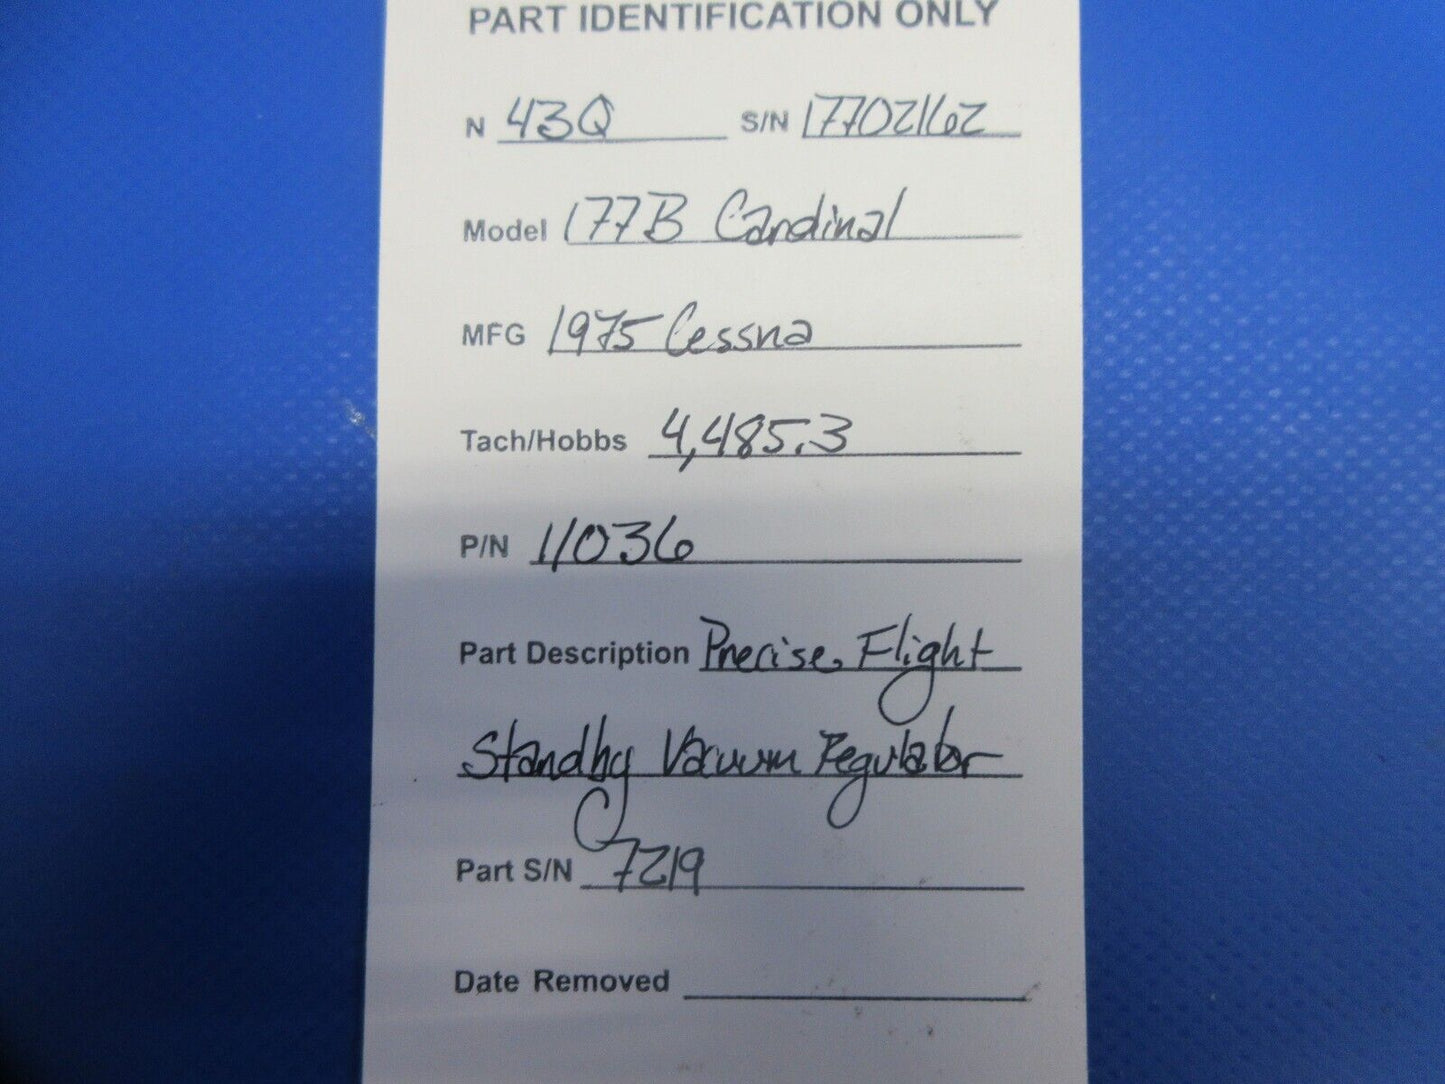 PART IDENTIFICATION ONLY
N 43Q S/N 17702162
Model 177B Cardinal
MFG 1975 Cessna
Tach/Hobbs 4,485.3
P/N 11036
Part Description Precise Flight
Standby Vacuum Regulator
Part S/N 7219
Date Removed